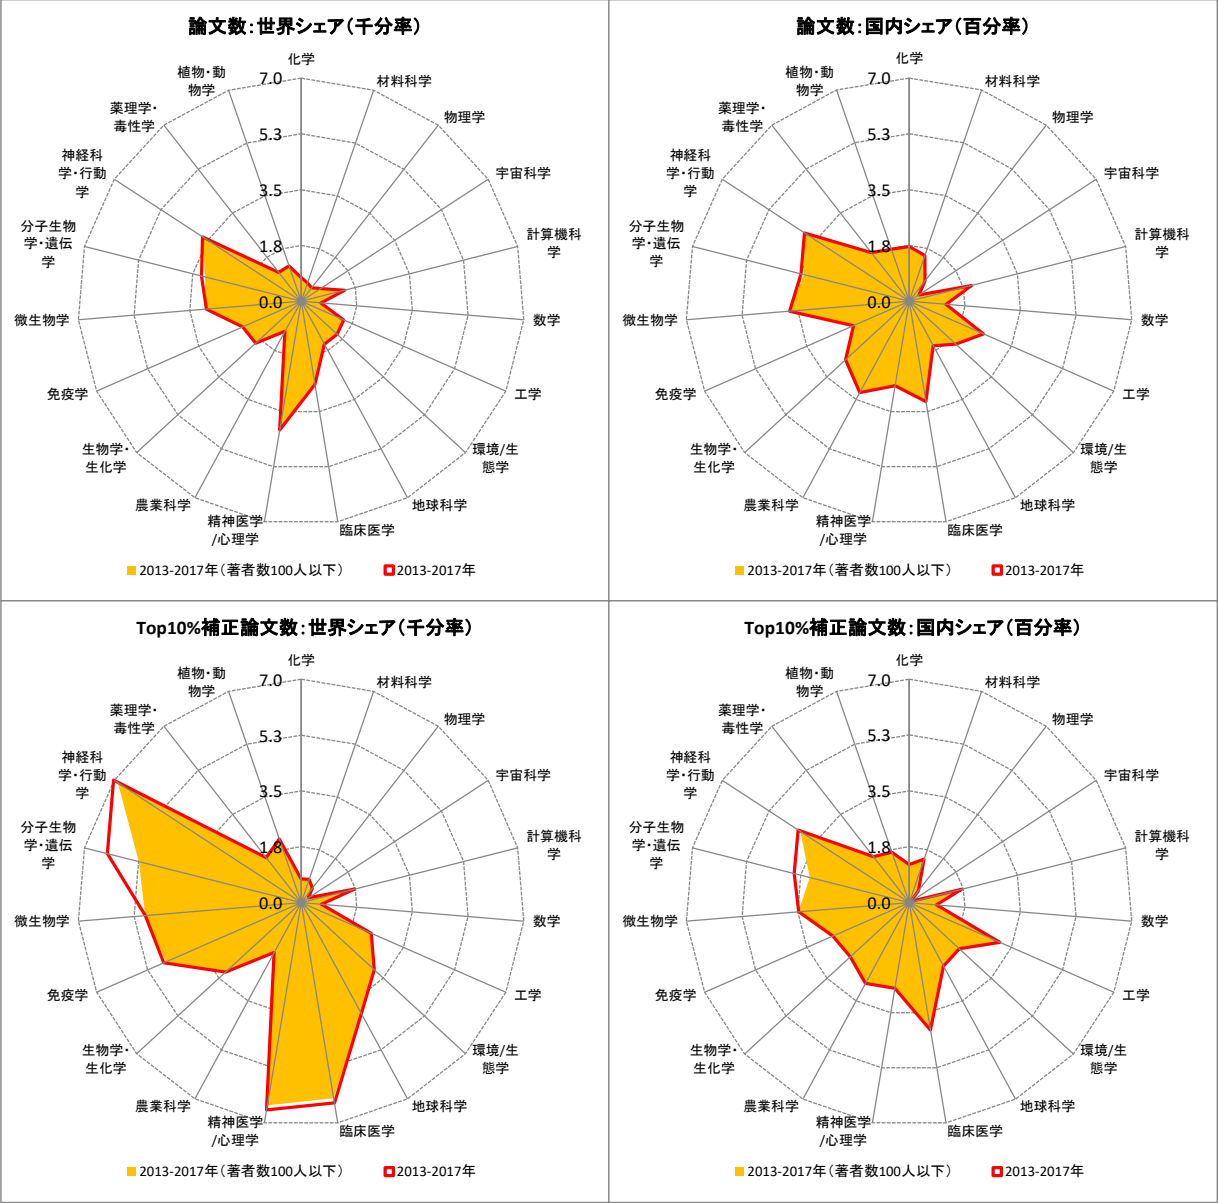 論文数：世界シェア（千分率）
化学
材料科学
物理学
宇宙科学
計算機科
学
数学
工学
環境/生
態学
地球科学
臨床医学
精神医学
/心理学
農業科学
生物学・
生化学
免疫学
微生物学
分子生物
学・遺伝
学
神経科
学・行動
学
薬理学・
毒性学
植物・動
物学
7.0
5.3
3.5
1.8
0.0
2013-2017年（著者数100人以下）
2013-2017年
論文数：国内シェア（百分率）
化学
材料科学
物理学
宇宙科学
計算機科
学
数学
工学
環境/生
態学
地球科学
臨床医学
精神医学
/心理学
農業科学
生物学・
生化学
免疫学
微生物学
分子生物
学・遺伝
学
神経科
学・行動
学
薬理学・
毒性学
植物・動
物学
7.0
5.3
3.5
1.8
0.0
2013-2017年（著者数100人以下）
2013-2017年
Top10%補正論文数：世界シェア（千分率）
化学
材料科学
物理学
宇宙科学
計算機科
学
数学
工学
環境/生
態学
地球科学
臨床医学
精神医学
/心理学
農業科学
生物学・
生化学
免疫学
微生物学
分子生物
学・遺伝
学
神経科
学・行動
学
薬理学・
毒性学
植物・動
物学
7.0
5.3
3.5
1.8
0.0
2013-2017年（著者数100人以下）
2013-2017年
Top10%補正論文数：国内シェア（百分率）
化学
材料科学
物理学
宇宙科学
計算機科
学
数学
工学
環境/生
態学
地球科学
臨床医学
精神医学
/心理学
農業科学
生物学・
生化学
免疫学
微生物学
分子生物
学・遺伝
学
神経科
学・行動
学
薬理学・
毒性学
植物・動
物学
7.0
5.3
3.5
1.8
0.0
2013-2017年（著者数100人以下）
2013-2017年